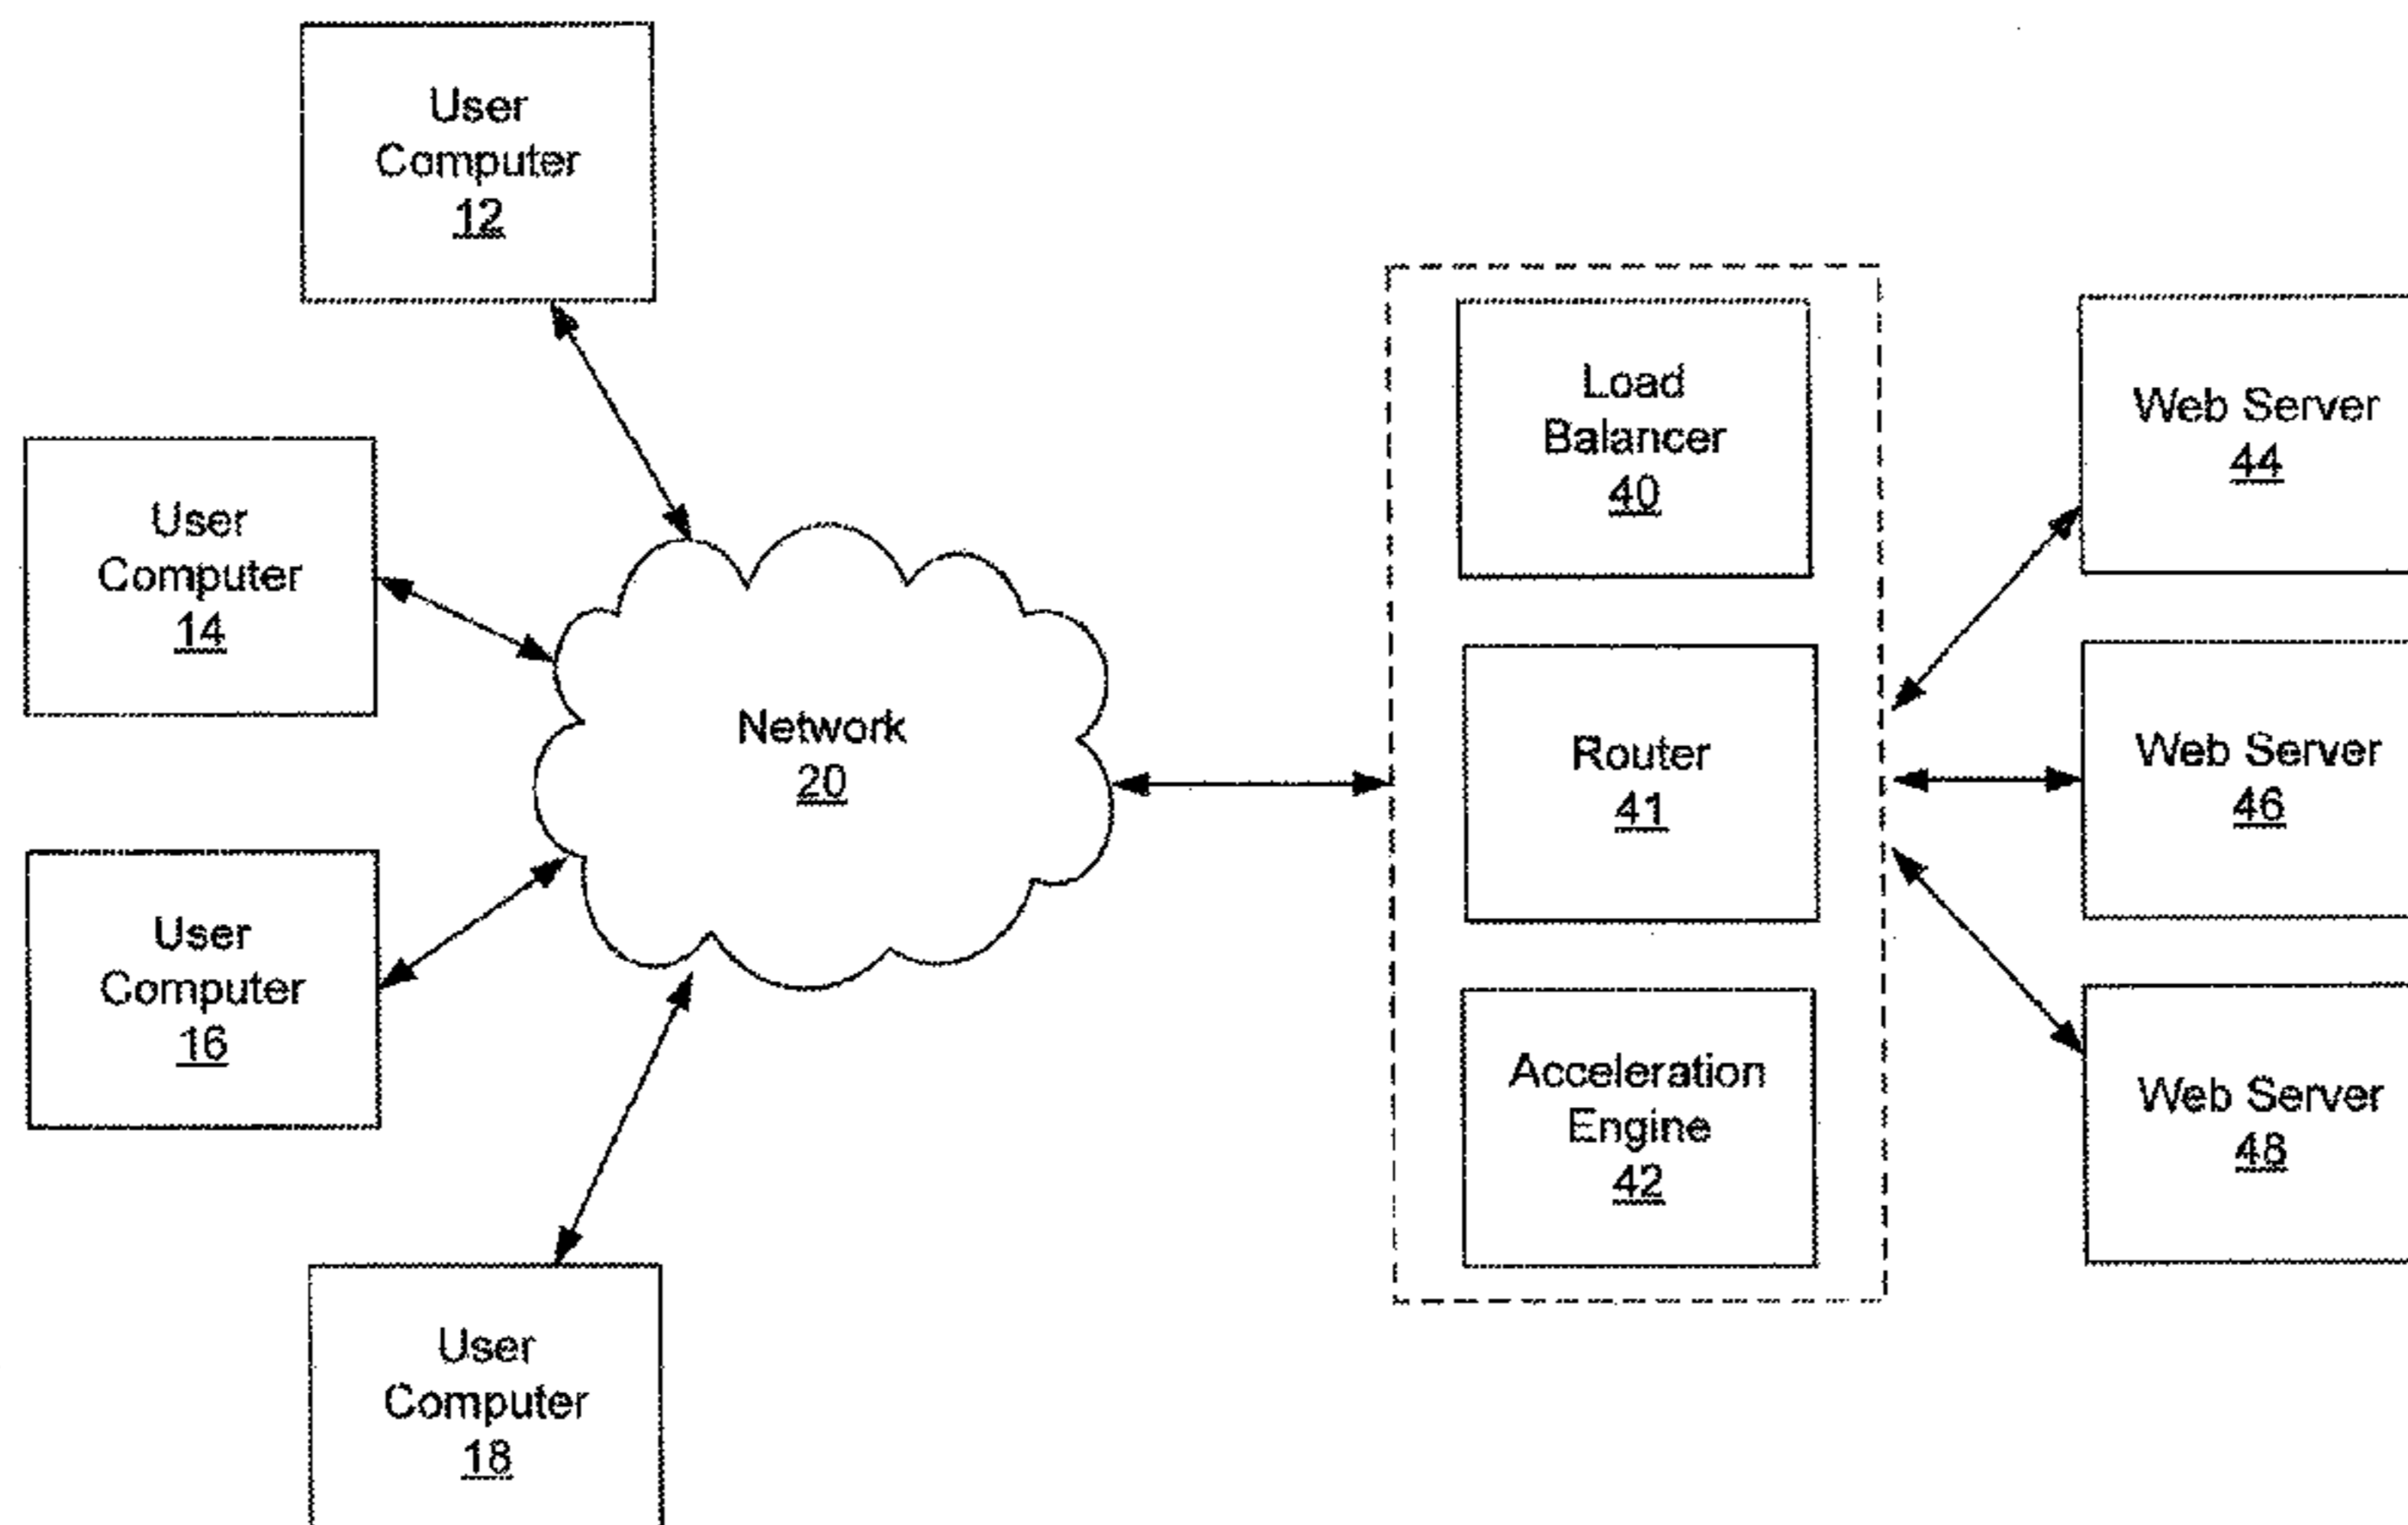 User
Computer
12
User
Computer
14
User
Computer
16
User
Computer
18
Network
20
Load
Balancer
40
Router
41
Acceleration
Engine
42
Web Server
44
Web Server
46
Web Server
48